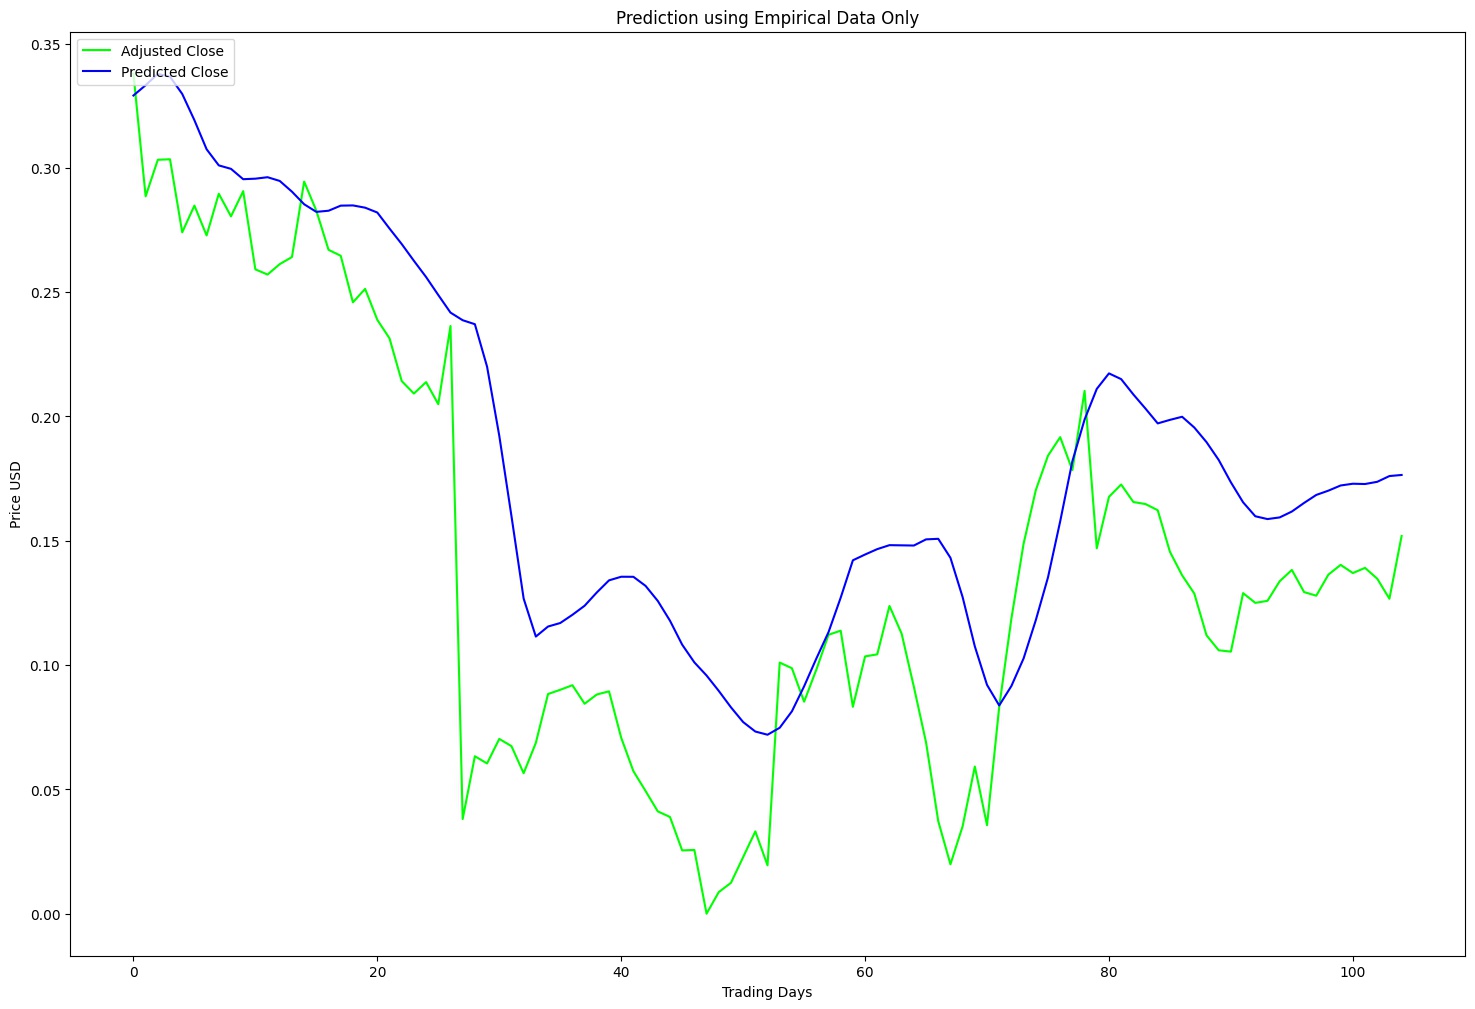 Prediction using Empirical Data Only
Adjusted Close
Predicted Close
Price USD
0.35
0.30
0.25
0.20
0.15
0.10
0.05
0.00
0 20 40 60 80 100
Trading Days